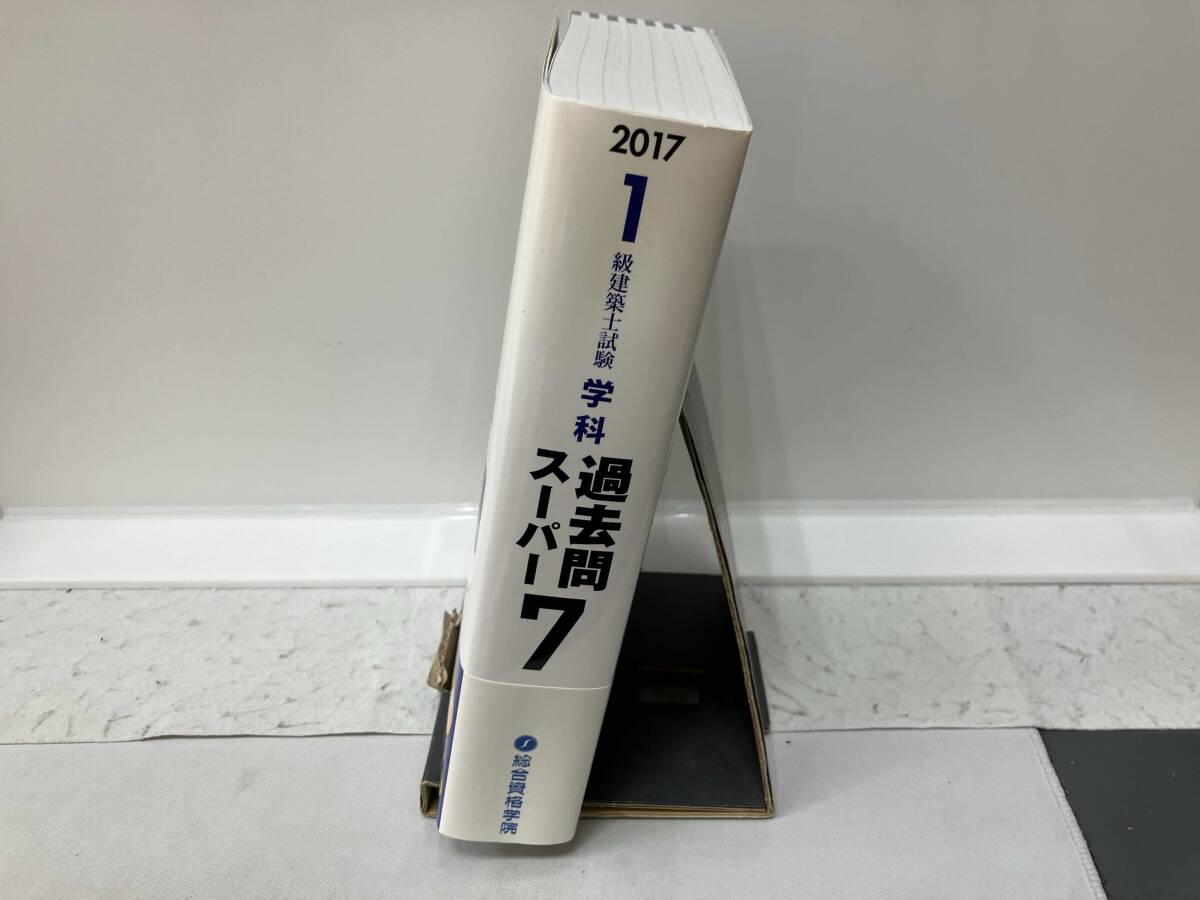 2017
1
級建築士試験
学科
過去問
スーパー
7
総合資格学院